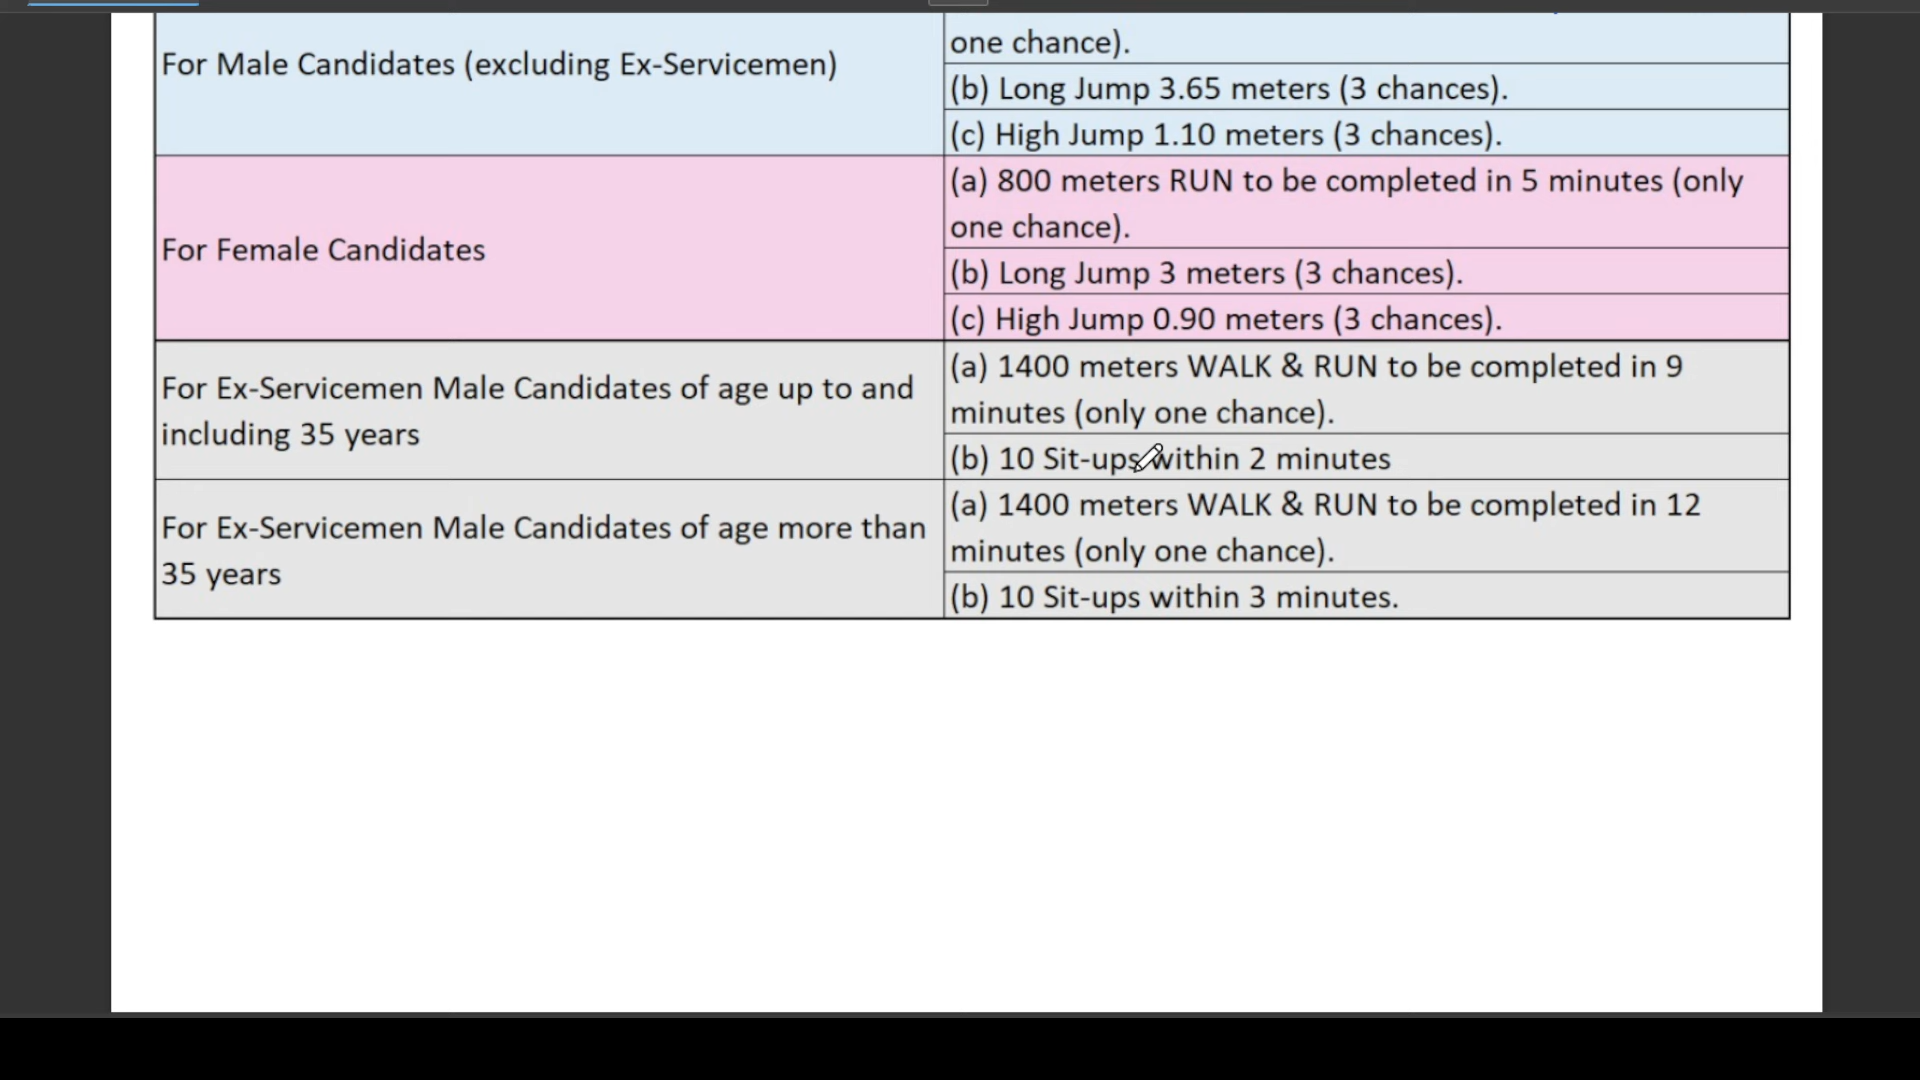 one chance).
For Male Candidates (excluding Ex-Servicemen)
(b) Long Jump 3.65 meters (3 chances).
(c) High Jump 1.10 meters (3 chances).
For Female Candidates
(a) 800 meters RUN to be completed in 5 minutes (only
one chance).
(b) Long Jump 3 meters (3 chances).
(c) High Jump 0.90 meters (3 chances).
For Ex-Servicemen Male Candidates of age up to and
including 35 years
(a) 1400 meters WALK & RUN to be completed in 9
minutes (only one chance).
(b) 10 Sit-ups within 2 minutes
For Ex-Servicemen Male Candidates of age more than
35 years
(a) 1400 meters WALK & RUN to be completed in 12
minutes (only one chance).
(b) 10 Sit-ups within 3 minutes.